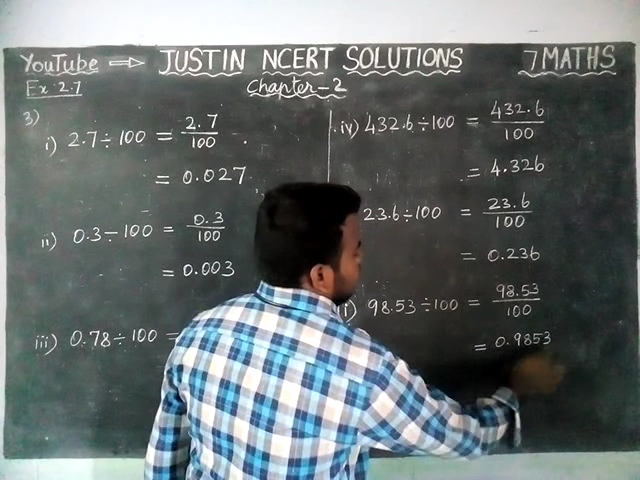 YouTube ⇒ JUSTIN NCERT SOLUTIONS 7 MATHS
Ex 2.7 Chapter-2
3)
i) 2.7 ÷ 100 = 2.7/100
= 0.027
ii) 0.3 — 100 = 0.3/100
= 0.003
iii) 0.78 ÷ 100 =
iv) 432.6 ÷ 100 = 432.6/100
= 4.326
23.6 ÷ 100 = 23.6/100
= 0.236
i) 98.53 ÷ 100 = 98.53/100
= 0.9853